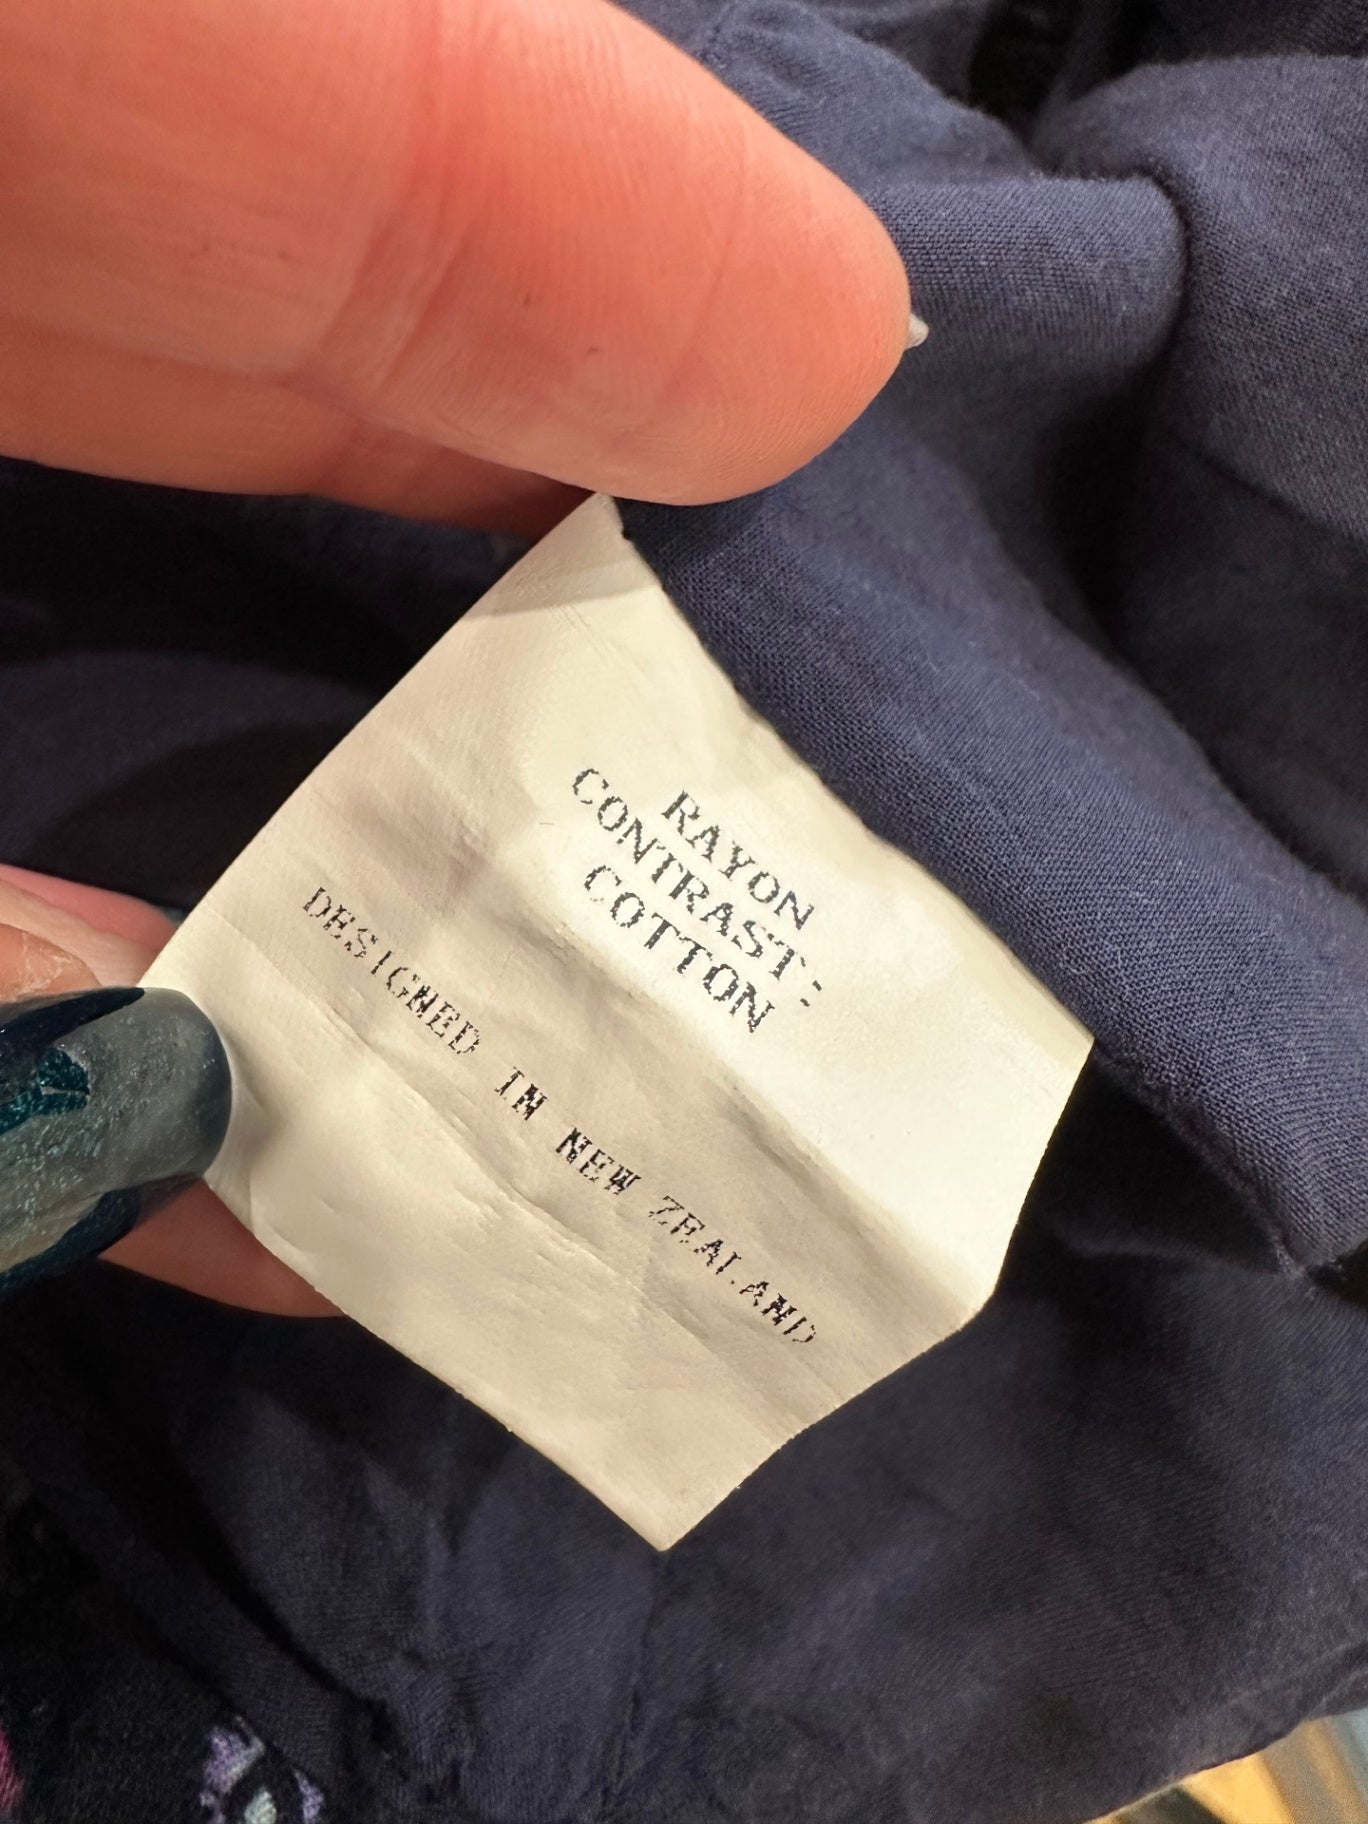 RAYON
CONTRAST:
COTTON
DESIGNED IN NEW ZEALAND